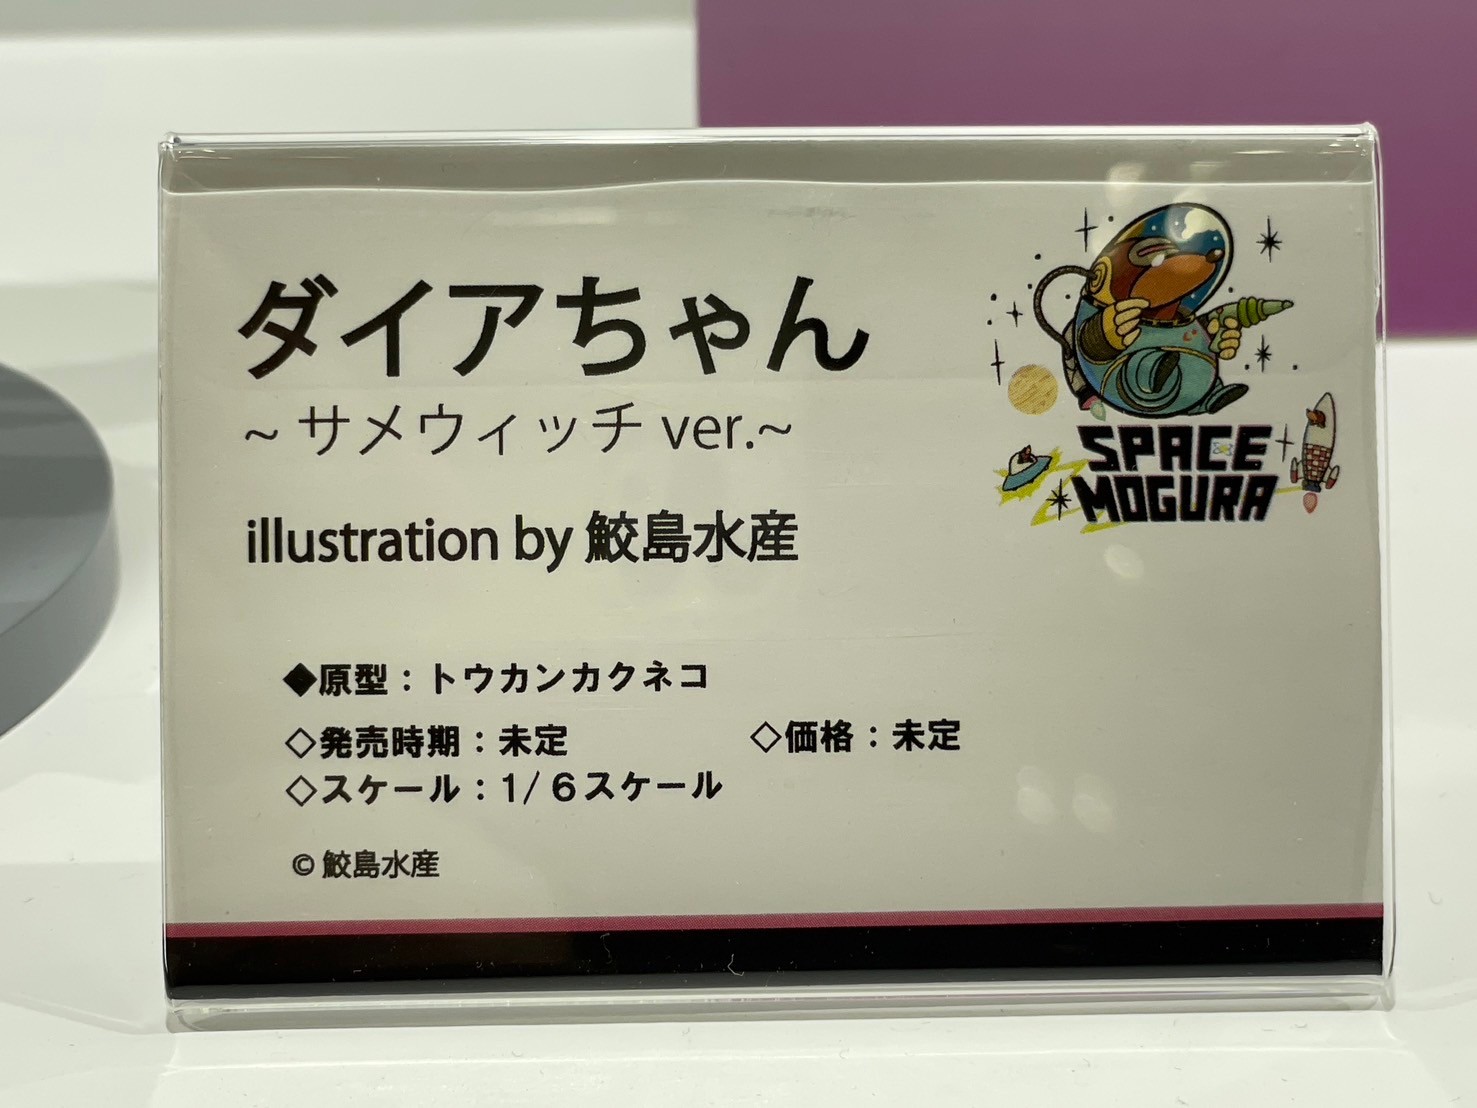 ダイアちゃん
~ サメウィッチ ver.~
illustration by 鮫島水産
SPACE
MOGURA
◆原型：トウカンカクネコ
◇発売時期：未定 ◇価格：未定
◇スケール：1/６スケール
© 鮫島水産